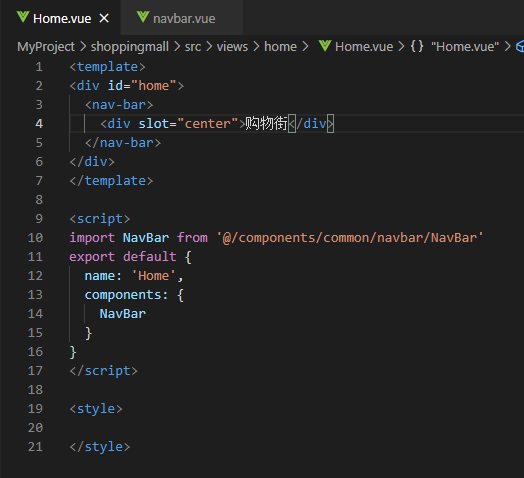 Home.vue × navbar.vue
MyProject > shoppingmall > src > views > home > Home.vue > {} "Home.vue" >
1 <template>
2 <div id="home">
3 <nav-bar>
4 <div slot="center">购物街</div>
5 </nav-bar>
6 </div>
7 </template>
8
9 <script>
10 import NavBar from '@/components/common/navbar/NavBar'
11 export default {
12 name: 'Home',
13 components: {
14 NavBar
15 }
16 }
17 </script>
18
19 <style>
20
21 </style>